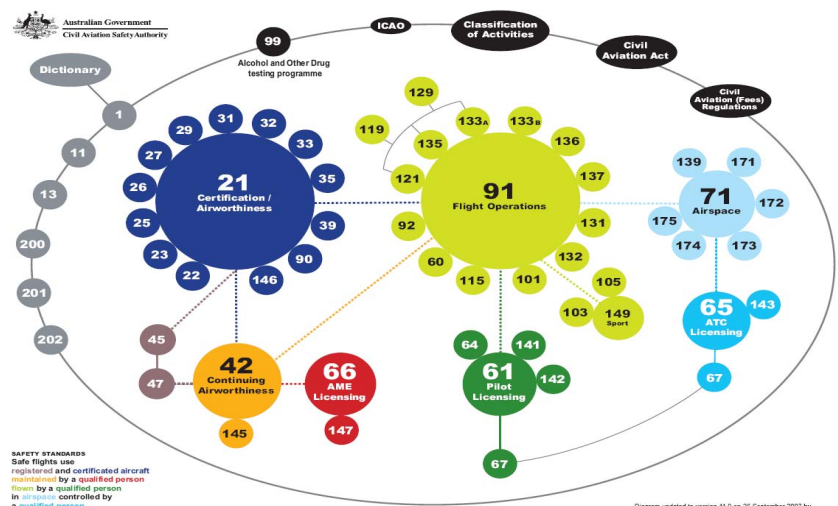 Australian Government
Civil Aviation Safety Authority
Dictionary
1
11
13
200
201
202
99
Alcohol and Other Drug
testing programme
ICAO
Classification
of Activities
Civil
Aviation Act
Civil
Aviation (Fees)
Regulations
21
Certification /
Airworthiness
31
32
33
35
39
90
146
22
23
25
26
27
29
91
Flight Operations
129
119
133A
133B
135
136
121
137
92
131
60
132
115
101
105
103
149
Sport
71
Airspace
139
171
172
173
174
175
65
ATC
Licensing
143
67
45
47
42
Continuing
Airworthiness
145
66
AME
Licensing
147
61
Pilot
Licensing
64
141
142
67
SAFETY STANDARDS
Safe flights use
registered and certificated aircraft
maintained by a qualified person
flown by a qualified person
in airspace controlled by
a qualified person